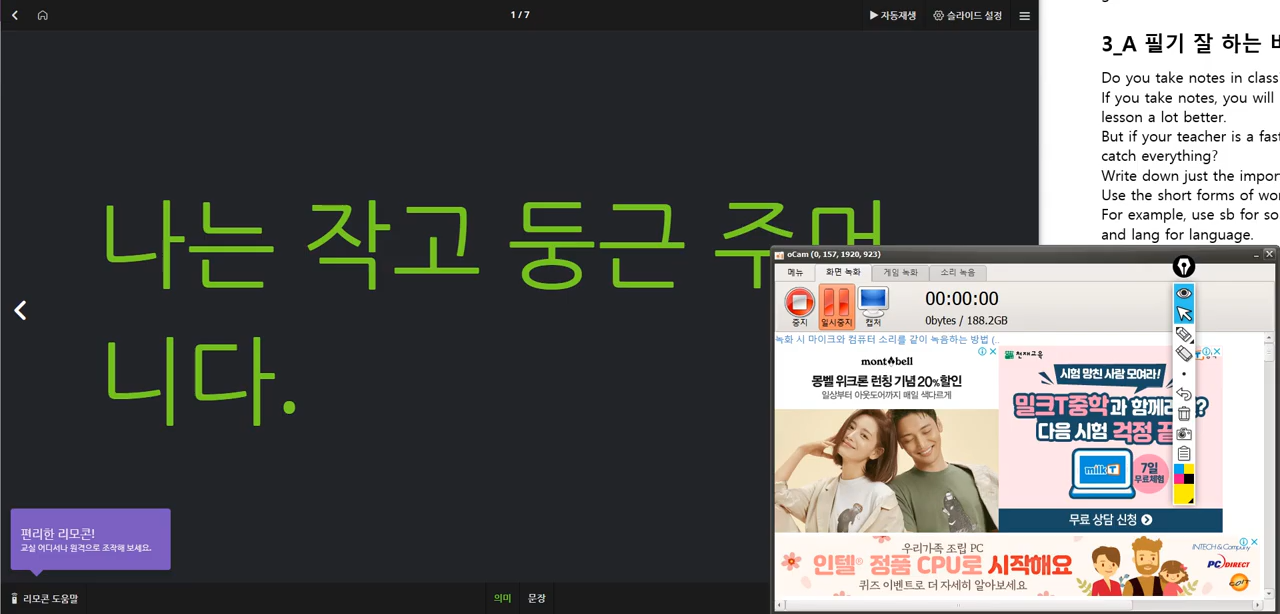 1 / 7
자동재생
슬라이드 설정
나는 작고 둥근
니다.
편리한 리모콘!
교실 어디서나 원격으로 조작해 보세요.
리모콘 도움말
의미
문장
3_A 필기 잘 하는
Do you take notes in class
If you take notes, you will
lesson a lot better.
But if your teacher is a fast
catch everything?
Write down just the impor
Use the short forms of wo
For example, use sb for so
and lang for language.
oCam (0, 157, 1920, 923)
메뉴
화면 녹화
게임 녹화
소리 녹음
중지
일시중지
캡처
00:00:00
0bytes / 188.2GB
녹화 시 마이크와 컴퓨터 소리를 같이 녹음하는 방법 (..
montbell
몽벨 위크론 런칭 기념 20%할인
일상부터 아웃도어까지 매일 색다르게
천재교육
시험 망친 사람 모여라!
밀크T중학과 함께
?
다음 시험 걱정
milkT
7일
무료체험
무료 상담 신청
우리가족 조립 PC
인텔® 정품 CPU로 시작해요
퀴즈 이벤트로 더 자세히 알아보세요
INTECH & Company
PC DIRECT